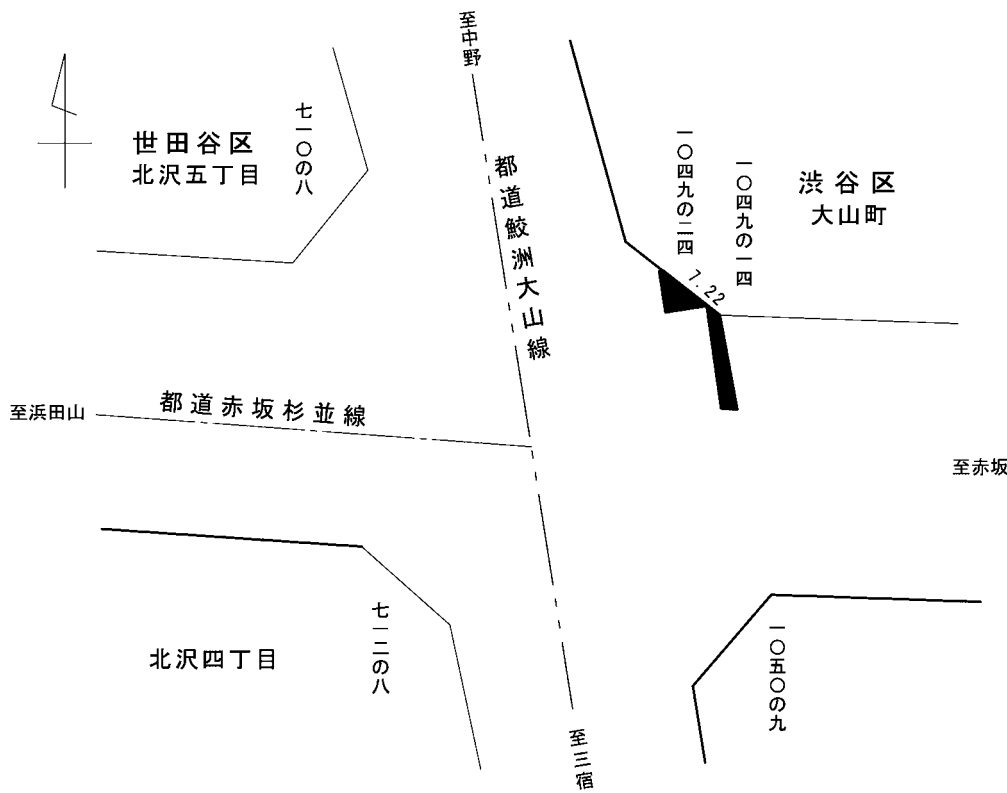 至中野
世田谷区
北沢五丁目
七一〇の八
都道鮫洲大山線
一〇四九の二四
一〇四九の一四
渋谷区
大山町
7.22
至浜田山
都道赤坂杉並線
至赤坂
北沢四丁目
七一二の八
一〇五〇の九
至三宿